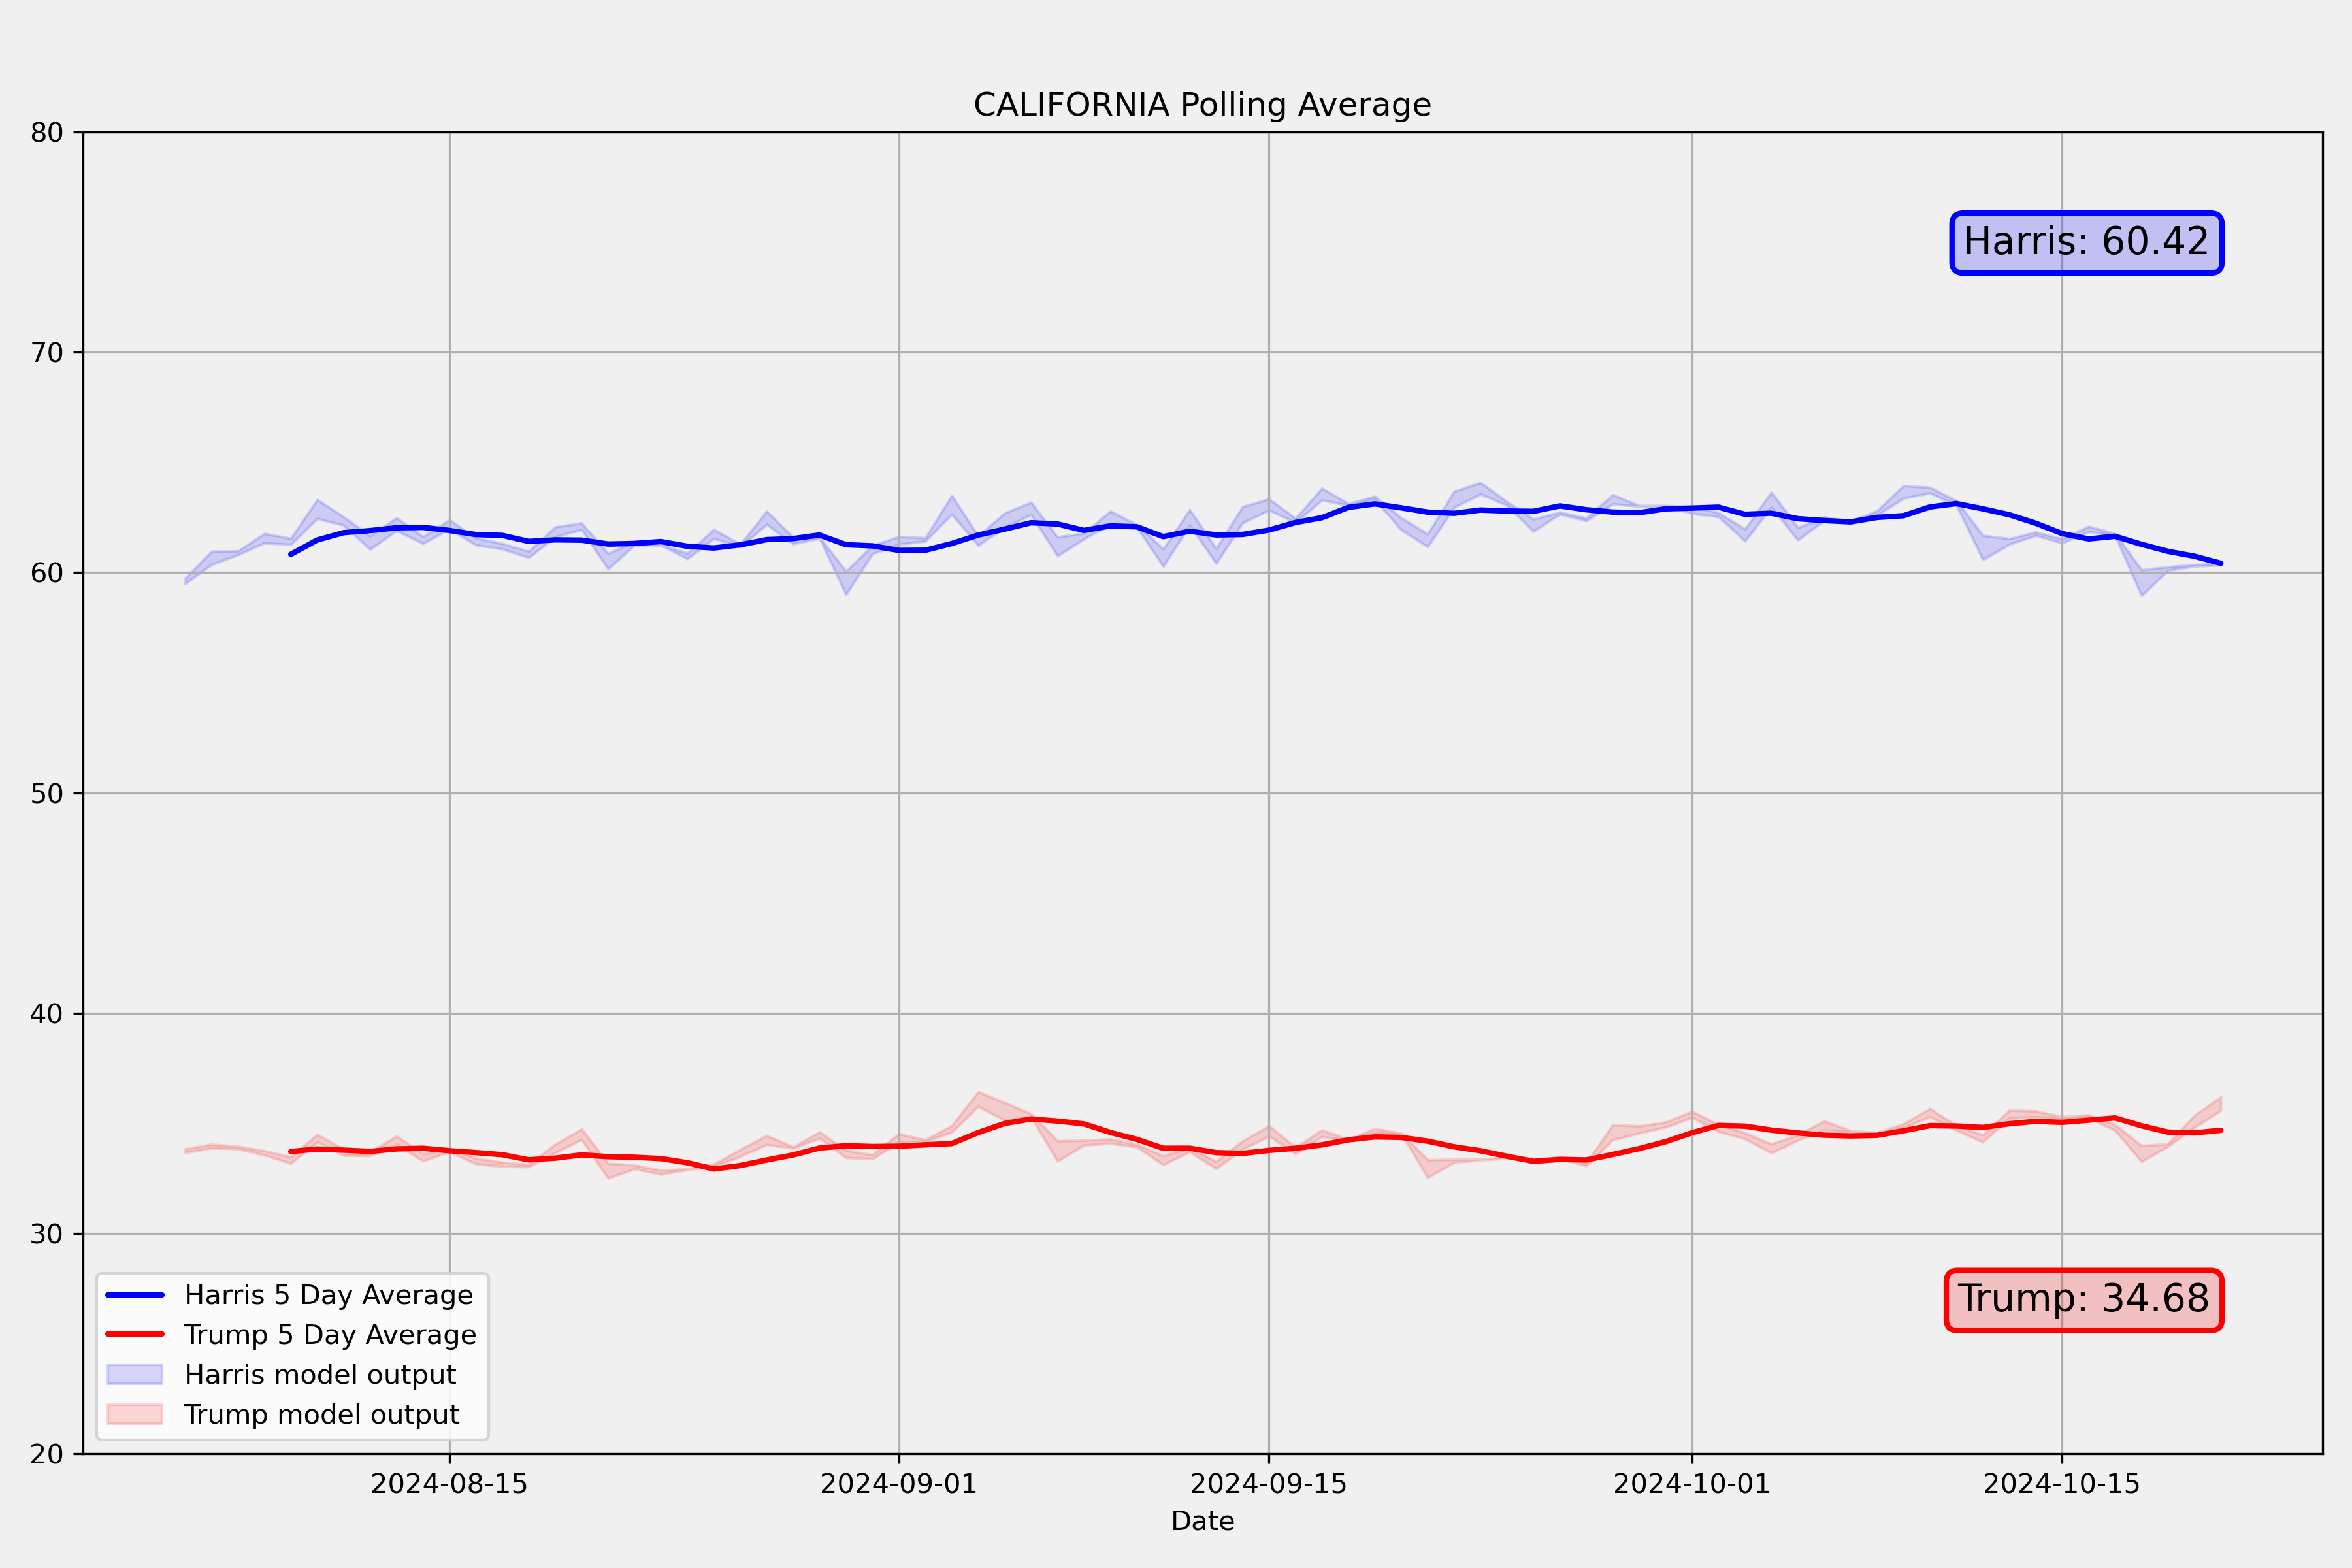 CALIFORNIA Polling Average
80
70
60
50
40
30
20
Harris: 60.42
Trump: 34.68
Harris 5 Day Average
Trump 5 Day Average
Harris model output
Trump model output
2024-08-15
2024-09-01
2024-09-15
2024-10-01
2024-10-15
Date